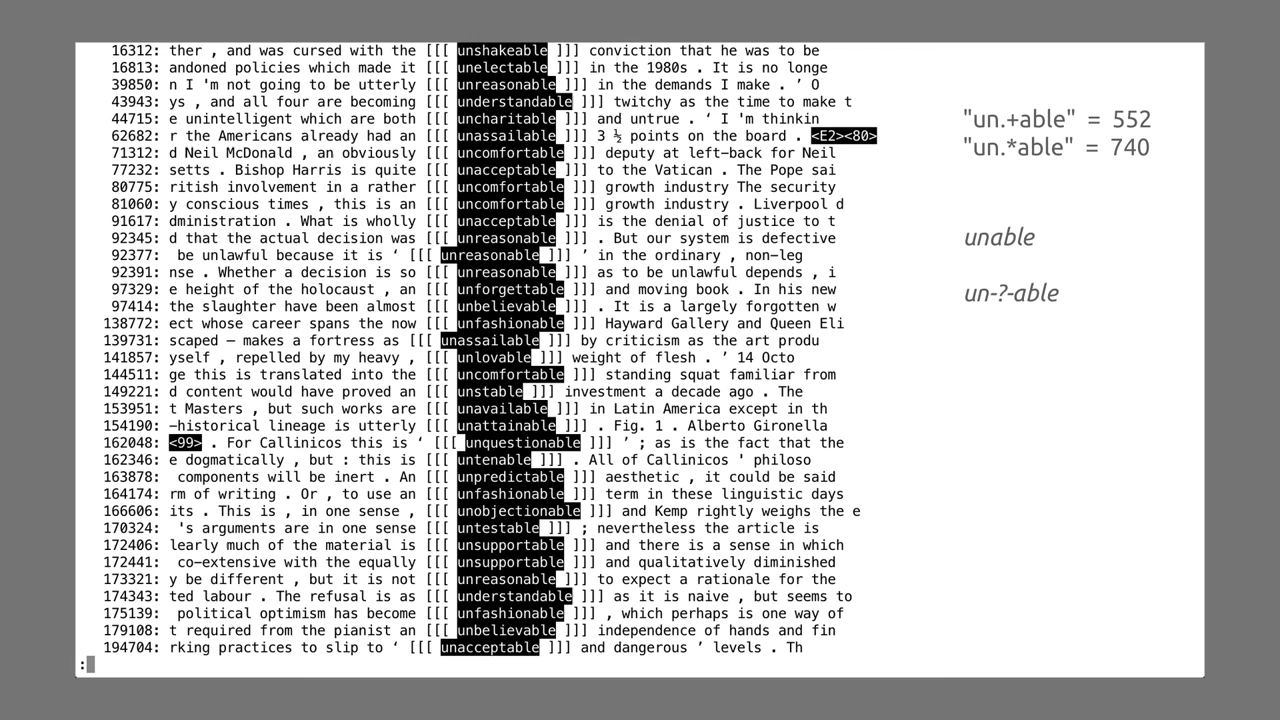 16312: ther , and was cursed with the [[[ unshakeable ]]] conviction that he was to be
16813: andoned policies which made it [[[ unelectable ]]] in the 1980s . It is no longe
39850: n I 'm not going to be utterly [[[ unreasonable ]]] in the demands I make . ’ O
43943: ys , and all four are becoming [[[ understandable ]]] twitchy as the time to make t
44715: e unintelligent which are both [[[ uncharitable ]]] and untrue . ‘ I 'm thinkin
62682: r the Americans already had an [[[ unassailable ]]] 3 ½ points on the board . <E2><80>
71312: d Neil McDonald , an obviously [[[ uncomfortable ]]] deputy at left-back for Neil
77232: setts . Bishop Harris is quite [[[ unacceptable ]]] to the Vatican . The Pope sai
80775: ritish involvement in a rather [[[ uncomfortable ]]] growth industry The security
81060: y conscious times , this is an [[[ uncomfortable ]]] growth industry . Liverpool d
91617: dministration . What is wholly [[[ unacceptable ]]] is the denial of justice to t
92345: d that the actual decision was [[[ unreasonable ]]] . But our system is defective
92377: be unlawful because it is ‘ [[[ unreasonable ]]] ’ in the ordinary , non-leg
92391: nse . Whether a decision is so [[[ unreasonable ]]] as to be unlawful depends , i
97329: e height of the holocaust , an [[[ unforgettable ]]] and moving book . In his new
97414: the slaughter have been almost [[[ unbelievable ]]] . It is a largely forgotten w
138772: ect whose career spans the now [[[ unfashionable ]]] Hayward Gallery and Queen Eli
139731: scaped — makes a fortress as [[[ unassailable ]]] by criticism as the art produ
141857: yself , repelled by my heavy , [[[ unlovable ]]] weight of flesh . ’ 14 Octo
144511: ge this is translated into the [[[ uncomfortable ]]] standing squat familiar from
149221: d content would have proved an [[[ unstable ]]] investment a decade ago . The
153951: t Masters , but such works are [[[ unavailable ]]] in Latin America except in th
154190: -historical lineage is utterly [[[ unattainable ]]] . Fig. 1 . Alberto Gironella
162048: <99> . For Callinicos this is ‘ [[[ unquestionable ]]] ’ ; as is the fact that the
162346: e dogmatically , but : this is [[[ untenable ]]] . All of Callinicos ' philoso
163878: components will be inert . An [[[ unpredictable ]]] aesthetic , it could be said
164174: rm of writing . Or , to use an [[[ unfashionable ]]] term in these linguistic days
166606: its . This is , in one sense , [[[ unobjectionable ]]] and Kemp rightly weighs the e
170324: 's arguments are in one sense [[[ untestable ]]] ; nevertheless the article is
172406: learly much of the material is [[[ unsupportable ]]] and there is a sense in which
172441: co-extensive with the equally [[[ unsupportable ]]] and qualitatively diminished
173321: y be different , but it is not [[[ unreasonable ]]] to expect a rationale for the
174343: ted labour . The refusal is as [[[ understandable ]]] as it is naive , but seems to
175139: political optimism has become [[[ unfashionable ]]] , which perhaps is one way of
179108: t required from the pianist an [[[ unbelievable ]]] independence of hands and fin
194704: rking practices to slip to ‘ [[[ unacceptable ]]] and dangerous ’ levels . Th
:
"un.+able" = 552
"un.*able" = 740
unable
un-?-able